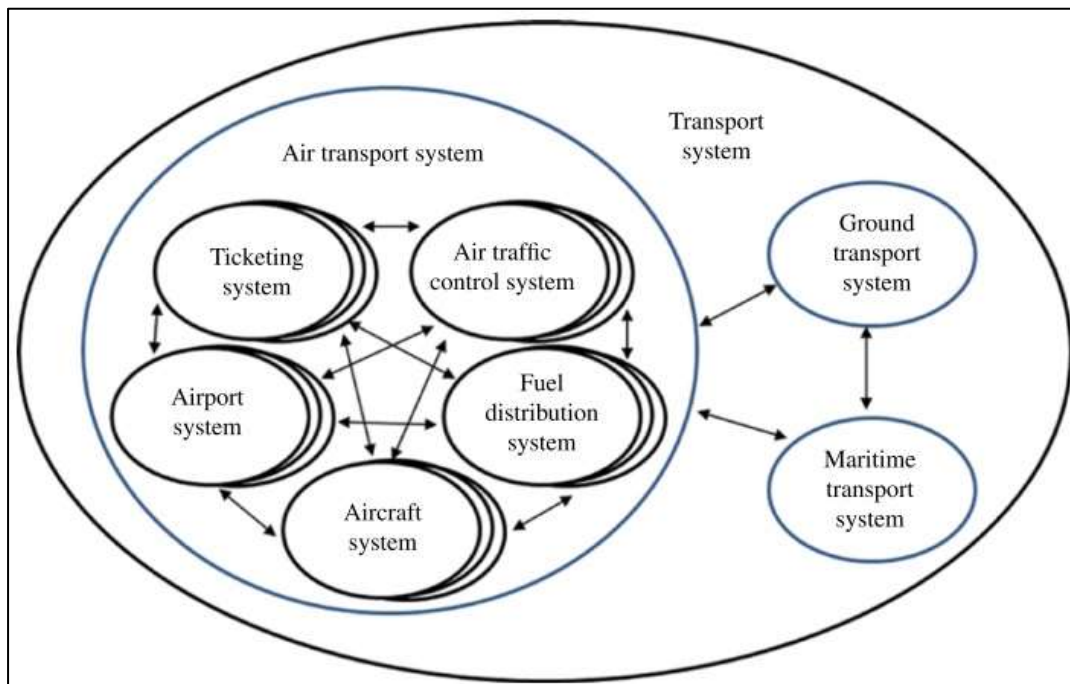 Transport
system
Air transport system
Ticketing
system
Air traffic
control system
Ground
transport
system
Airport
system
Fuel
distribution
system
Maritime
transport
system
Aircraft
system